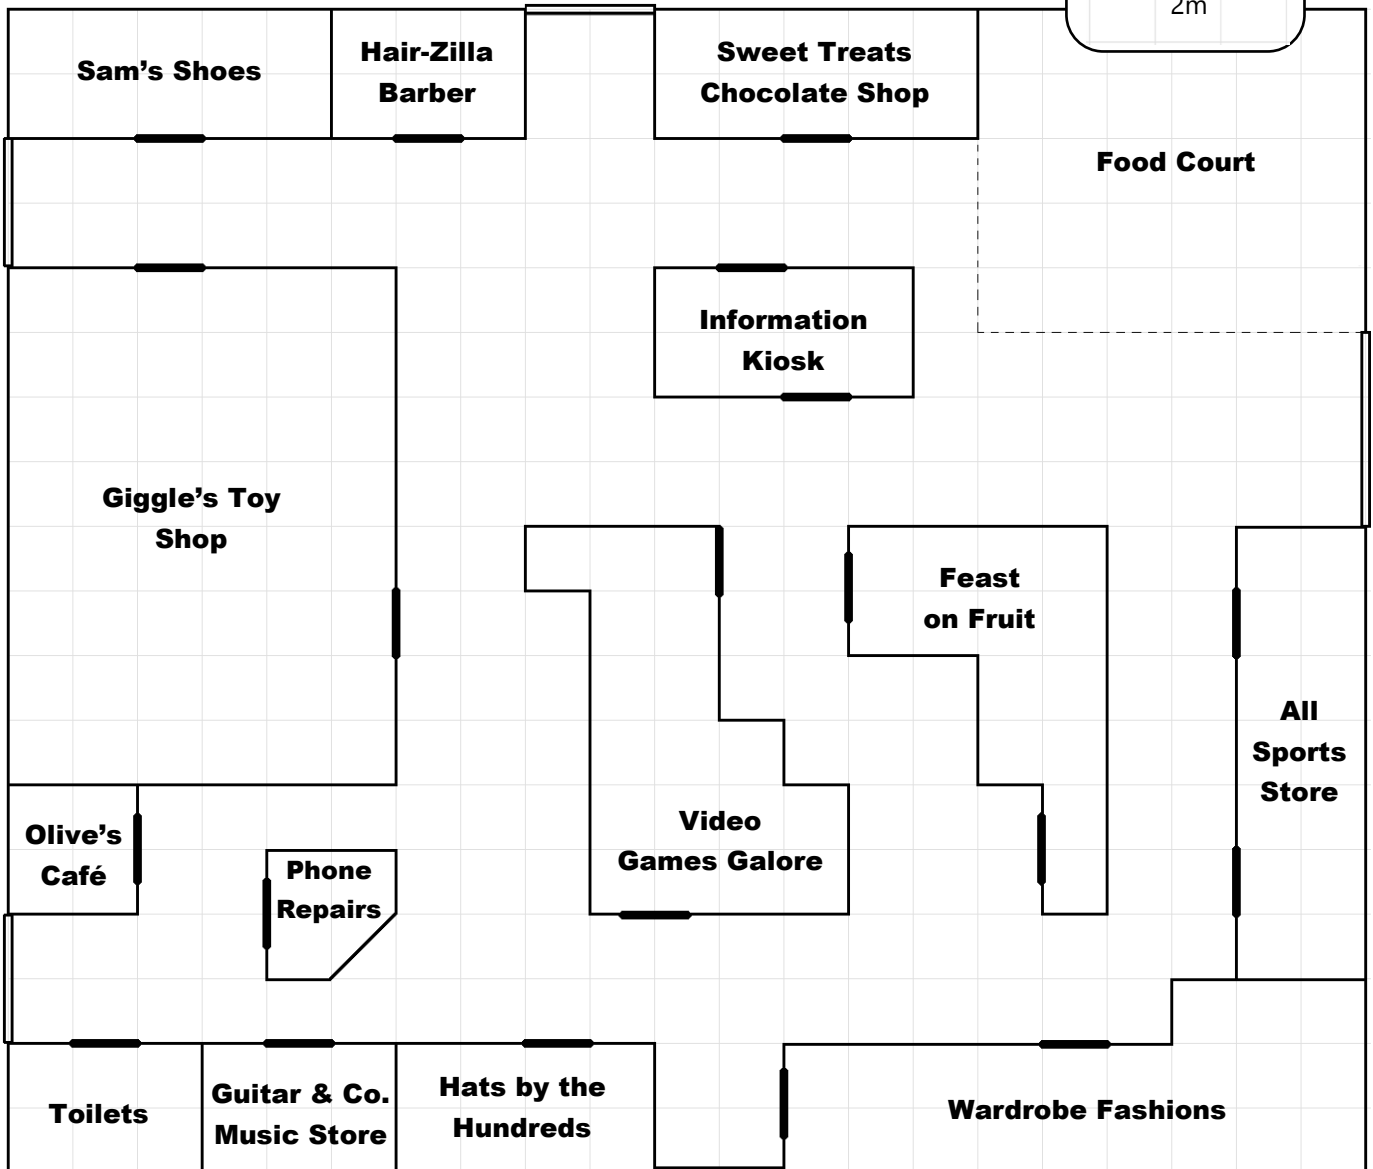 2m
Sam’s Shoes
Hair-Zilla
Barber
Sweet Treats
Chocolate Shop
Food Court
Information
Kiosk
Giggle’s Toy
Shop
Feast
on Fruit
All
Sports
Store
Olive’s
Café
Phone
Repairs
Video
Games Galore
Toilets
Guitar & Co.
Music Store
Hats by the
Hundreds
Wardrobe Fashions